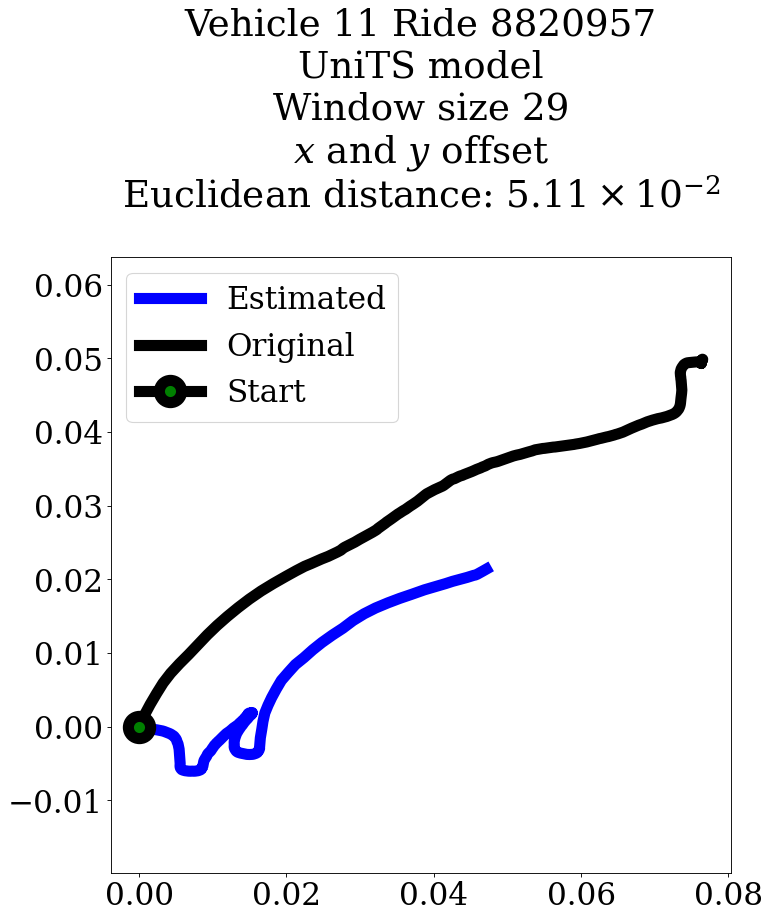 Vehicle 11 Ride 8820957
UniTS model
Window size 29
x and y offset
Euclidean distance: 5.11 × 10⁻²
Estimated
Original
Start
0.06
0.05
0.04
0.03
0.02
0.01
0.00
−0.01
0.00 0.02 0.04 0.06 0.08